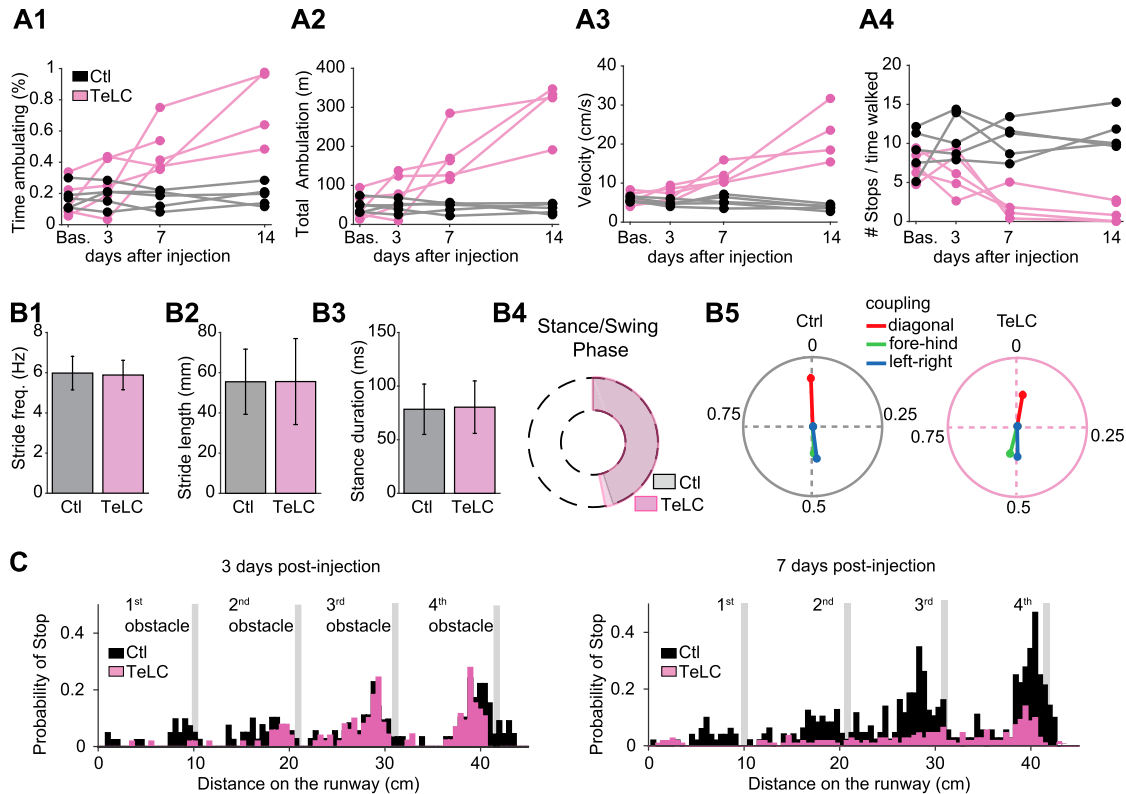 A1
A2
A3
A4
Time ambulating (%)
1
0.8
0.6
0.4
0.2
0
Ctl
TeLC
Bas. 3 7 14
days after injection
Total Ambulation (m)
400
300
200
100
0
Bas. 3 7 14
days after injection
Velocity (cm/s)
40
30
20
10
0
Bas. 3 7 14
days after injection
# Stops / time walked
20
15
10
5
0
Bas. 3 7 14
days after injection
B1
B2
B3
B4
B5
Stride freq. (Hz)
8
6
4
2
0
Ctl TeLC
Stride length (mm)
80
60
40
20
0
Ctl TeLC
Stance duration (ms)
150
100
50
0
Ctl TeLC
Stance/Swing
Phase
Ctl
TeLC
coupling
diagonal
fore-hind
left-right
Ctrl
0
0.25
0.5
0.75
TeLC
0
0.25
0.5
0.75
C
3 days post-injection
Probability of Stop
0.4
0.2
0
1st
obstacle
2nd
obstacle
3rd
obstacle
4th
obstacle
Ctl
TeLC
0 10 20 30 40
Distance on the runway (cm)
7 days post-injection
Probability of Stop
0.4
0.2
0
1st
2nd
3rd
4th
Ctl
TeLC
0 10 20 30 40
Distance on the runway (cm)